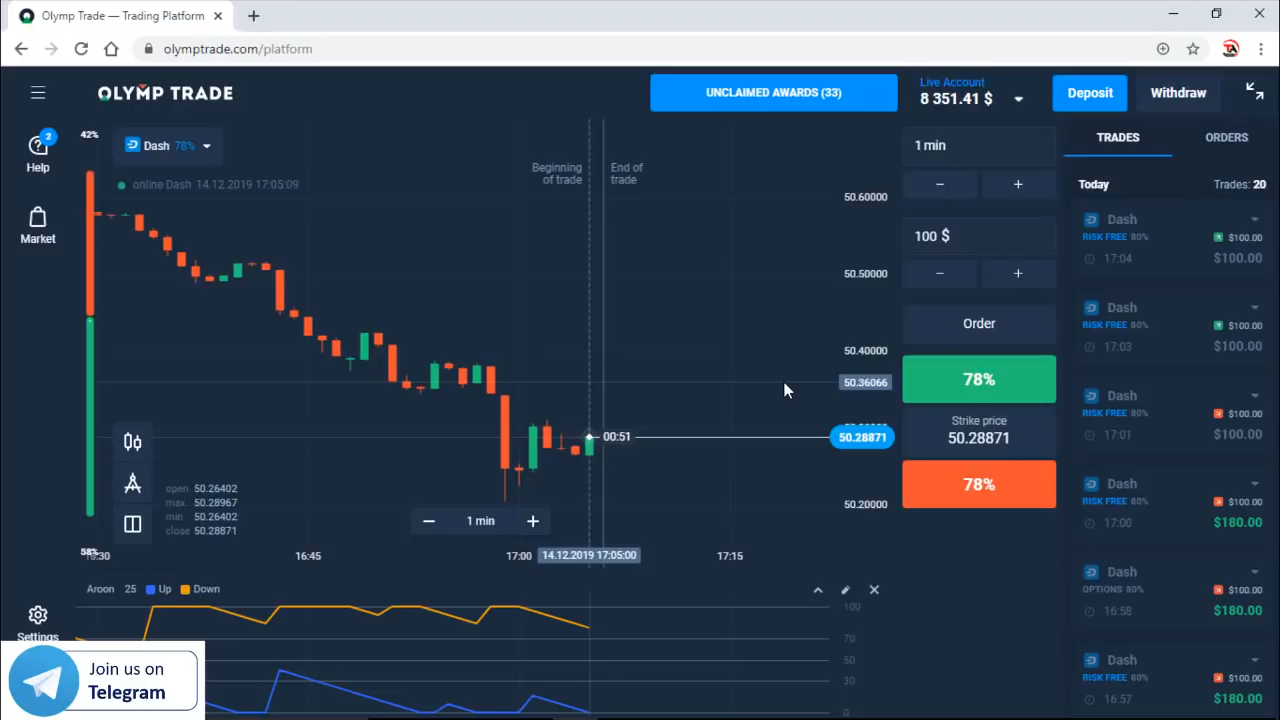 Olymp Trade — Trading Platform
olymptrade.com/platform
OLYMP TRADE
UNCLAIMED AWARDS (33)
Live Account
8 351.41 $
Deposit
Withdraw
2
Help
Market
Settings
42%
58%
Dash 78%
online Dash 14.12.2019 17:05:09
Beginning
of trade
End of
trade
50.60000
50.50000
50.40000
50.36066
50.28871
50.20000
00:51
open 50.26402
max 50.28967
min 50.26402
close 50.28871
1 min
16:45
17:00
14.12.2019 17:05:00
17:15
Aroon 25 Up Down
100
70
50
30
0
1 min
100 $
Order
78%
Strike price
50.28871
78%
TRADES
ORDERS
Today
Trades: 20
Dash
RISK FREE 80%
$100.00
17:04
$100.00
Dash
RISK FREE 80%
$100.00
17:03
$100.00
Dash
RISK FREE 80%
$100.00
17:01
$100.00
Dash
RISK FREE 80%
$100.00
17:00
$180.00
Dash
OPTIONS 80%
$100.00
16:58
$180.00
Dash
RISK FREE 80%
$100.00
16:57
$180.00
Join us on
Telegram